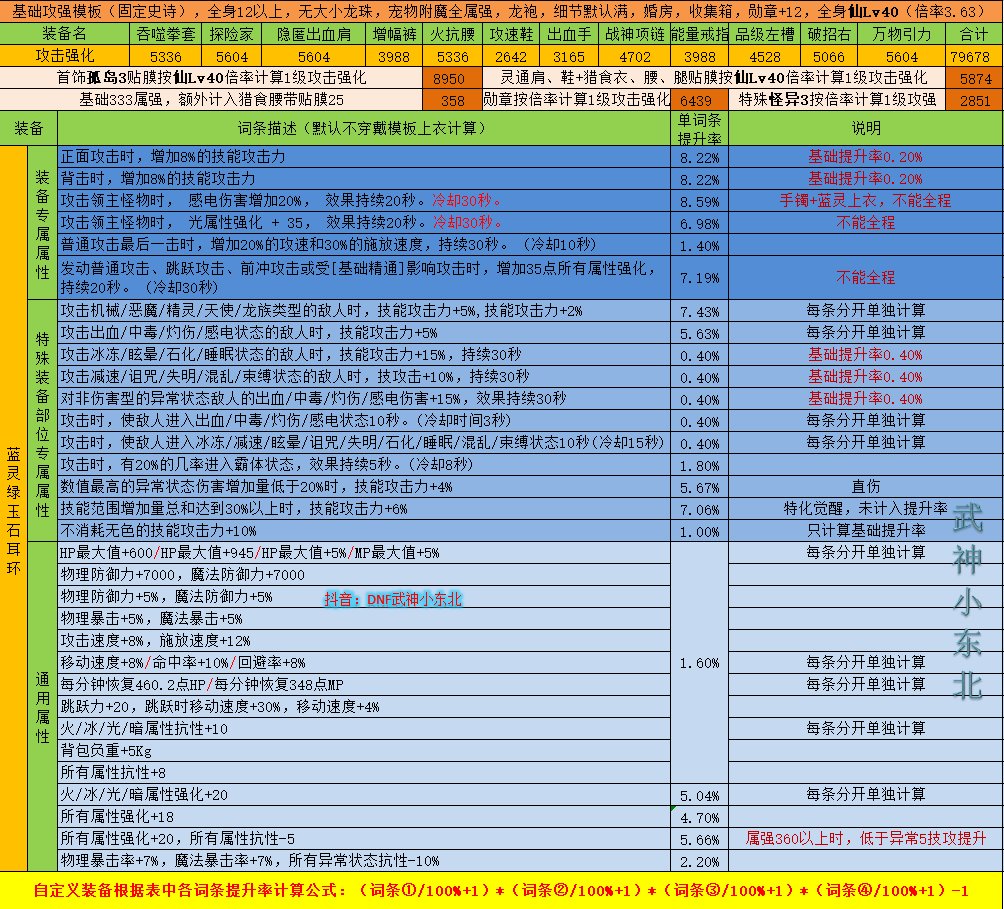 基础攻强模板（固定史诗），全身12以上，无大小龙珠，宠物附魔全属强，龙袍，细节默认满，婚房，收集箱，勋章+12，全身仙Lv40（倍率3.63）
装备名 吞噬拳套 探险家 隐匿出血肩 增幅裤 火抗腰 攻速鞋 出血手 战神项链 能量戒指 品级左槽 破招右 万物引力 合计
攻击强化 5336 5604 5604 3988 5336 2642 3165 4702 3988 4528 5066 5604 79678
首饰孤岛3贴膜按仙Lv40倍率计算1级攻击强化 8950 灵通肩、鞋+猎食衣、腰、腿贴膜按仙Lv40倍率计算1级攻击强化 5874
基础333属强，额外计入猎食腰带贴膜25 358 勋章按倍率计算1级攻击强化 6439 特殊怪异3按倍率计算1级攻强 2851
装备 词条描述（默认不穿戴模板上衣计算） 单词条提升率 说明
蓝灵绿玉石耳环
装备专属属性
正面攻击时，增加8%的技能攻击力 8.22% 基础提升率0.20%
背击时，增加8%的技能攻击力 8.22% 基础提升率0.20%
攻击领主怪物时， 感电伤害增加20%， 效果持续20秒。冷却30秒。 8.59% 手镯+蓝灵上衣，不能全程
攻击领主怪物时， 光属性强化 + 35， 效果持续20秒。冷却30秒。 6.98% 不能全程
普通攻击最后一击时，增加20%的攻速和30%的施放速度，持续30秒。（冷却10秒） 1.40%
发动普通攻击、跳跃攻击、前冲攻击或受[基础精通]影响攻击时，增加35点所有属性强化，
持续20秒。（冷却30秒） 7.19% 不能全程
特殊装备部位专属属性
攻击机械/恶魔/精灵/天使/龙族类型的敌人时，技能攻击力+5%,技能攻击力+2% 7.43% 每条分开单独计算
攻击出血/中毒/灼伤/感电状态的敌人时，技能攻击力+5% 5.63% 每条分开单独计算
攻击冰冻/眩晕/石化/睡眠状态的敌人时，技能攻击力+15%，持续30秒 0.40% 基础提升率0.40%
攻击减速/诅咒/失明/混乱/束缚状态的敌人时，技攻击+10%，持续30秒 0.40% 基础提升率0.40%
对非伤害型的异常状态敌人的出血/中毒/灼伤/感电伤害+15%，效果持续30秒 0.40% 基础提升率0.40%
攻击时，使敌人进入出血/中毒/灼伤/感电状态10秒。（冷却时间3秒） 0.40% 每条分开单独计算
攻击时，使敌人进入冰冻/减速/眩晕/诅咒/失明/石化/睡眠/混乱/束缚状态10秒（冷却15秒） 0.40% 每条分开单独计算
攻击时，有20%的几率进入霸体状态，效果持续5秒。（冷却8秒） 1.80%
数值最高的异常状态伤害增加量低于20%时，技能攻击力+4% 5.67% 直伤
技能范围增加量总和达到30%以上时，技能攻击力+6% 7.06% 特化觉醒，未计入提升率
不消耗无色的技能攻击力+10% 1.00% 只计算基础提升率
通用属性
HP最大值+600/HP最大值+945/HP最大值+5%/MP最大值+5% 每条分开单独计算
物理防御力+7000，魔法防御力+7000
物理防御力+5%，魔法防御力+5% 抖音：DNF武神小东北
物理暴击+5%，魔法暴击+5%
攻击速度+8%，施放速度+12%
移动速度+8%/命中率+10%/回避率+8% 1.60% 每条分开单独计算
每分钟恢复460.2点HP/每分钟恢复348点MP 每条分开单独计算
跳跃力+20，跳跃时移动速度+30%，移动速度+4%
火/冰/光/暗属性抗性+10 每条分开单独计算
背包负重+5Kg
所有属性抗性+8
火/冰/光/暗属性强化+20 5.04% 每条分开单独计算
所有属性强化+18 4.70%
所有属性强化+20，所有属性抗性-5 5.66% 属强360以上时，低于异常5技攻提升
物理暴击率+7%，魔法暴击率+7%，所有异常状态抗性-10% 2.20%
武神小东北
自定义装备根据表中各词条提升率计算公式：（词条①/100%+1）*（词条②/100%+1）*（词条③/100%+1）*（词条④/100%+1）-1